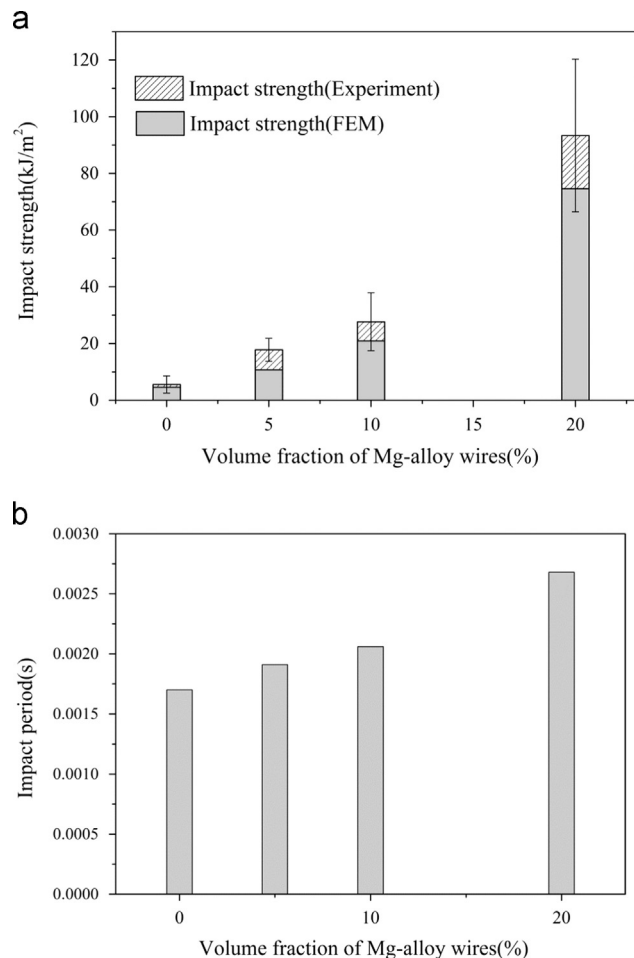 a
120
100
80
60
40
20
0
Impact strength(kJ/m²)
Impact strength(Experiment)
Impact strength(FEM)
0 5 10 15 20
Volume fraction of Mg-alloy wires(%)
b
0.0030
0.0025
0.0020
0.0015
0.0010
0.0005
0.0000
Impact period(s)
0 10 20
Volume fraction of Mg-alloy wires(%)